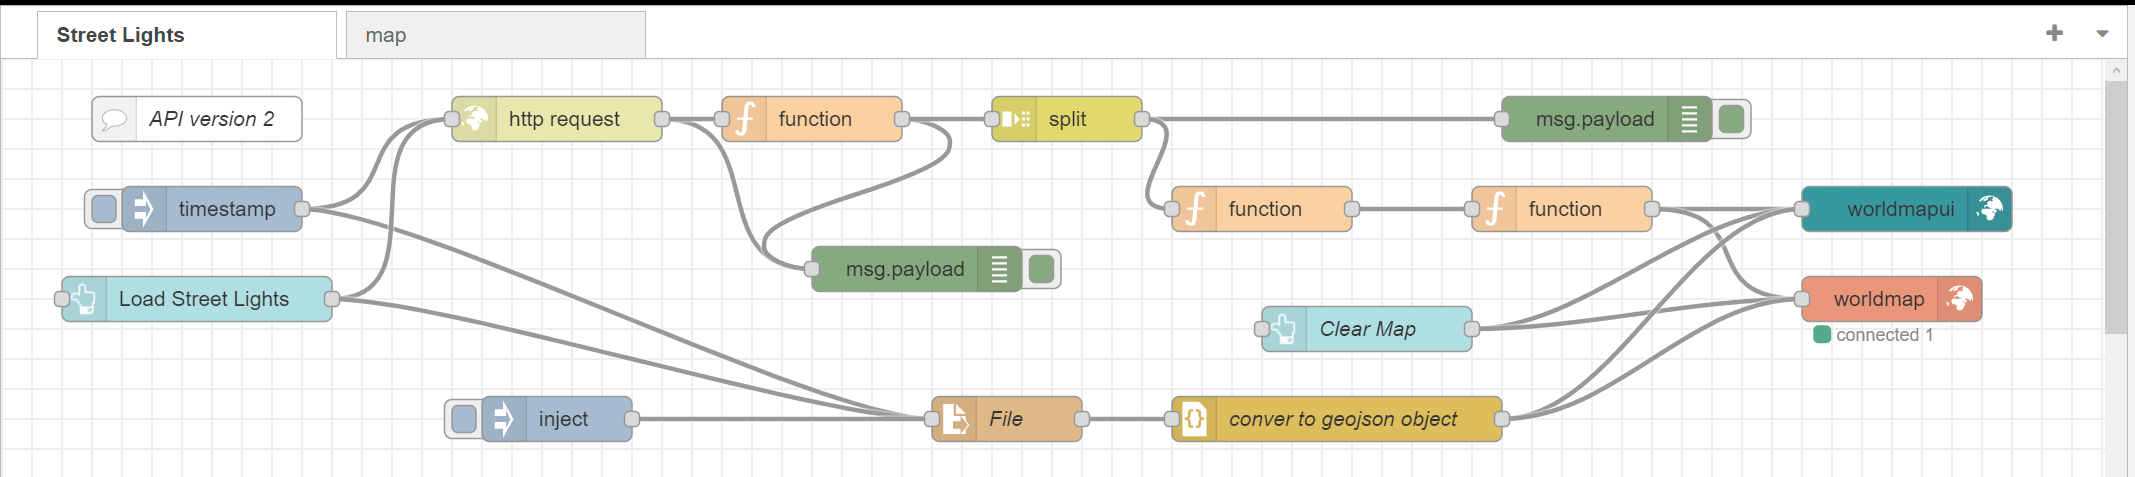 Street Lights
map
API version 2
http request
function
split
msg.payload
timestamp
function
function
worldmapui
msg.payload
Load Street Lights
worldmap
Clear Map
connected 1
inject
File
conver to geojson object